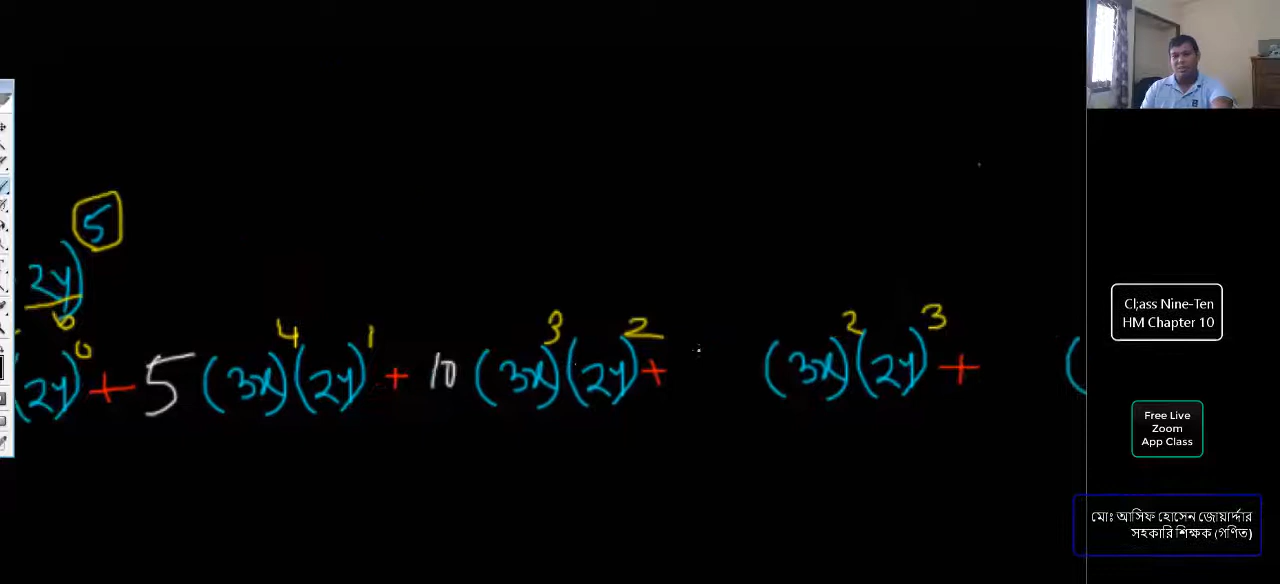 2y)^5
(2y)^0 + 5 (3x)^4 (2y)^1 + 10 (3x)^3 (2y)^2 + (3x)^2 (2y)^3 + (
Cl;ass Nine-Ten
HM Chapter 10
Free Live
Zoom
App Class
মোঃ আসিফ হোসেন জোয়ার্দ্দার
সহকারি শিক্ষক (গণিত)